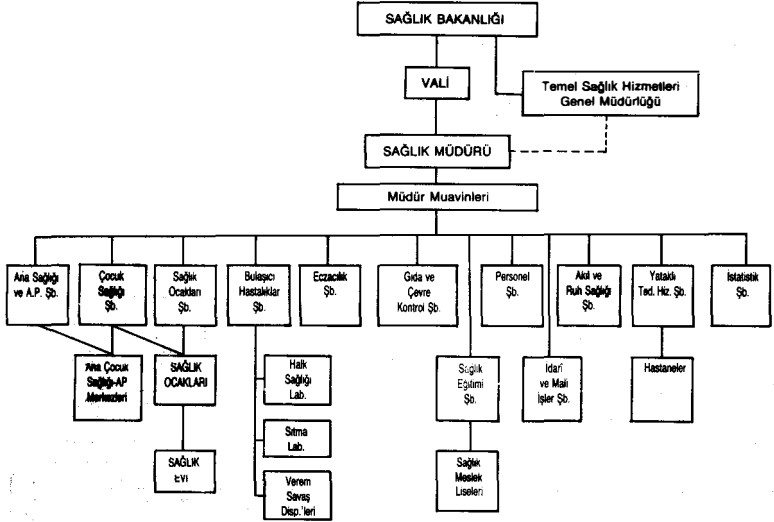 SAĞLIK BAKANLIĞI
VALİ
Temel Sağlık Hizmetleri
Genel Müdürlüğü
SAĞLIK MÜDÜRÜ
Müdür Muavinleri
Ana Sağlığı
ve A.P. Şb.
Çocuk
Sağlığı
Şb.
Sağlık
Ocakları
Şb.
Bulaşıcı
Hastalıklar
Şb.
Eczacılık
Şb.
Gıda ve
Çevre
Kontrol Şb.
Personel
Şb.
Akıl ve
Ruh Sağlığı
Şb.
Yataklı
Ted. Hiz. Şb.
İstatistik
Şb.
Ana Çocuk
Sağlığı-AP
Merkezleri
SAĞLIK
OCAKLARI
Halk
Sağlığı
Lab.
Sağlık
Eğitimi
Şb.
İdari
ve Mali
İşler Şb.
Hastaneler
SAĞLIK
EVİ
Sıtma
Lab.
Verem
Savaş
Disp.'leri
Sağlık
Meslek
Liseleri